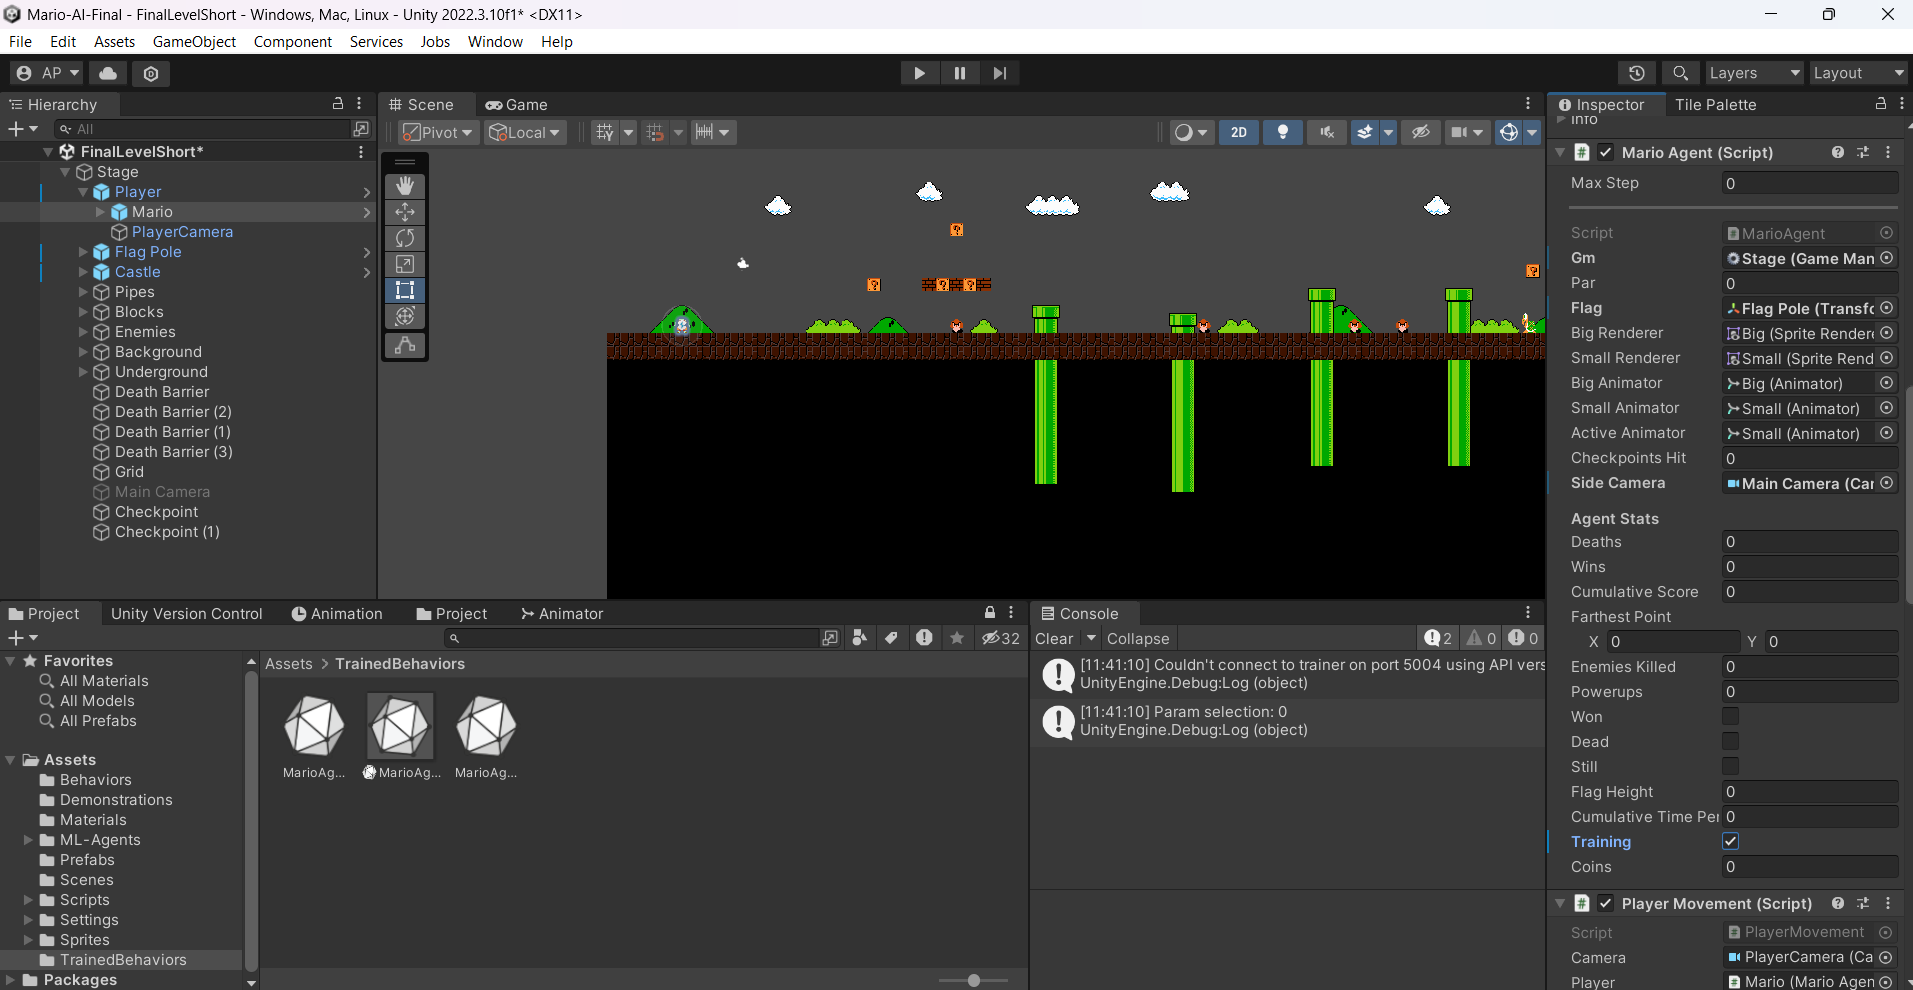 Mario-AI-Final - FinalLevelShort - Windows, Mac, Linux - Unity 2022.3.10f1* <DX11>
File Edit Assets GameObject Component Services Jobs Window Help
AP
Layers
Layout
Hierarchy
All
FinalLevelShort*
Stage
Player
Mario
PlayerCamera
Flag Pole
Castle
Pipes
Blocks
Enemies
Background
Underground
Death Barrier
Death Barrier (2)
Death Barrier (1)
Death Barrier (3)
Grid
Main Camera
Checkpoint
Checkpoint (1)
Scene Game
Pivot Local 2D
Inspector Tile Palette
Info
Mario Agent (Script)
Max Step 0
Script MarioAgent
Gm Stage (Game Man
Par 0
Flag Flag Pole (Transfo
Big Renderer Big (Sprite Rendere
Small Renderer Small (Sprite Rend
Big Animator Big (Animator)
Small Animator Small (Animator)
Active Animator Small (Animator)
Checkpoints Hit 0
Side Camera Main Camera (Car
Agent Stats
Deaths 0
Wins 0
Cumulative Score 0
Farthest Point
X 0 Y 0
Enemies Killed 0
Powerups 0
Won
Dead
Still
Flag Height 0
Cumulative Time Per 0
Training
Coins 0
Player Movement (Script)
Script PlayerMovement
Camera PlayerCamera (Ca
Player Mario (Mario Agen
Project Unity Version Control Animation Project Animator
32
Favorites
All Materials
All Models
All Prefabs
Assets
Behaviors
Demonstrations
Materials
ML-Agents
Prefabs
Scenes
Scripts
Settings
Sprites
TrainedBehaviors
Packages
Assets > TrainedBehaviors
MarioAg... MarioAg... MarioAg...
Console
Clear Collapse 2 0 0
[11:41:10] Couldn't connect to trainer on port 5004 using API vers
UnityEngine.Debug:Log (object)
[11:41:10] Param selection: 0
UnityEngine.Debug:Log (object)